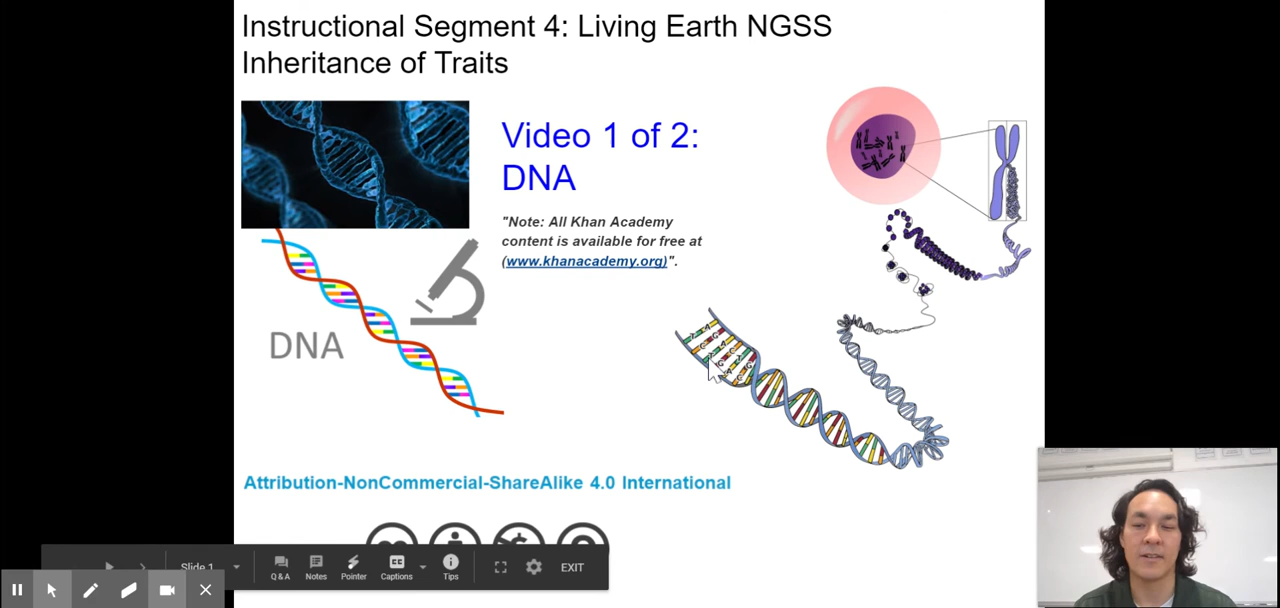 Instructional Segment 4: Living Earth NGSS
Inheritance of Traits
Video 1 of 2:
DNA
"Note: All Khan Academy
content is available for free at
(www.khanacademy.org)".
DNA
Attribution-NonCommercial-ShareAlike 4.0 International
Slide 1
Q&A
Notes
Pointer
CC
Captions
Tips
EXIT